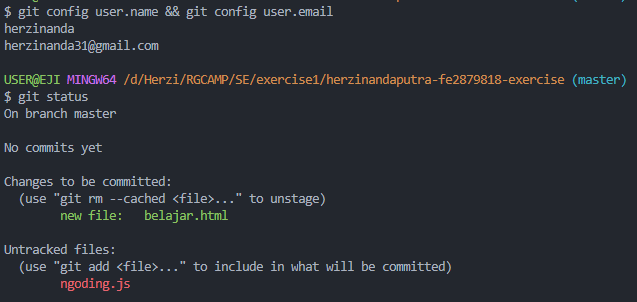 $ git config user.name && git config user.email
herzinanda
herzinanda31@gmail.com
USER@EJI MINGW64 /d/Herzi/RGCAMP/SE/exercise1/herzinandaputra-fe2879818-exercise (master)
$ git status
On branch master
No commits yet
Changes to be committed:
(use "git rm --cached <file>..." to unstage)
new file:   belajar.html
Untracked files:
(use "git add <file>..." to include in what will be committed)
ngoding.js